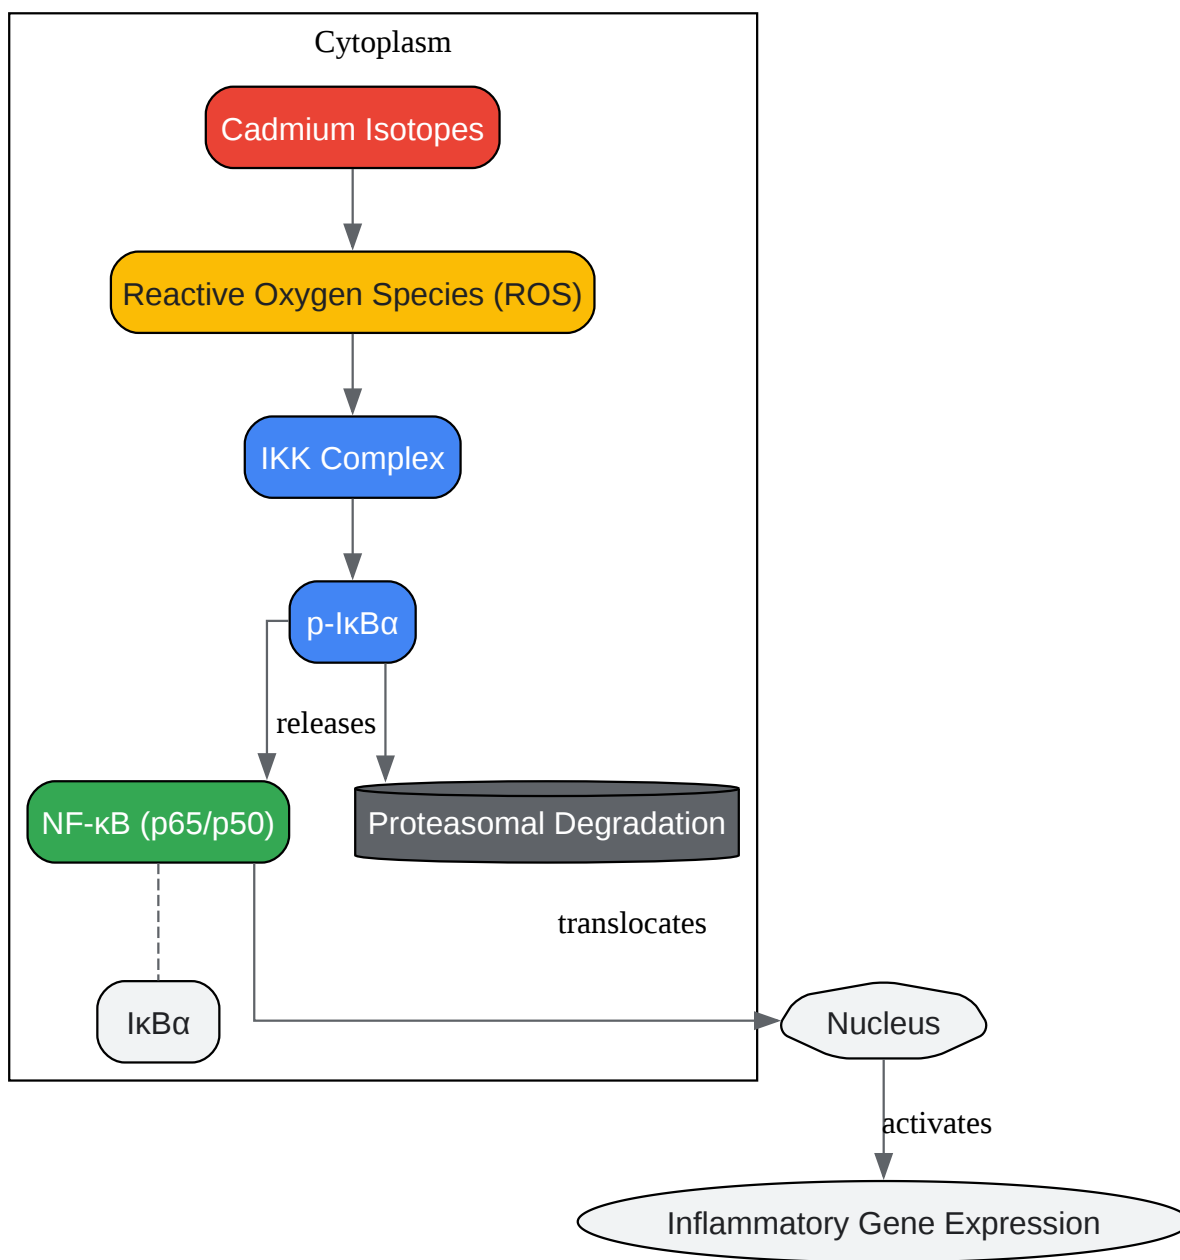 Cytoplasm
Cadmium Isotopes
Reactive Oxygen Species (ROS)
IKK Complex
p-IκBα
releases
NF-κB (p65/p50)
Proteasomal Degradation
translocates
IκBα
Nucleus
activates
Inflammatory Gene Expression